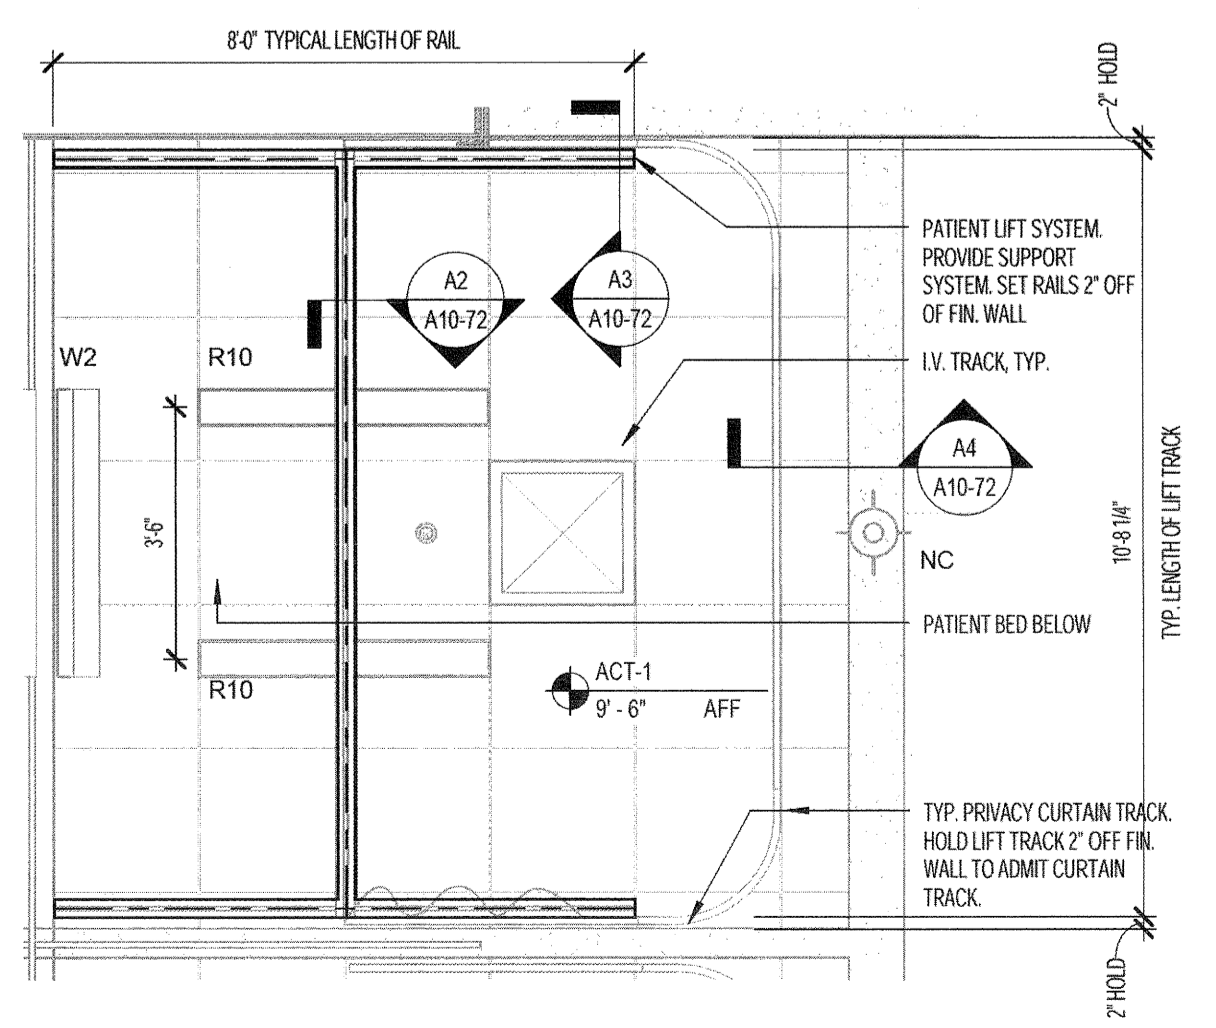 8'-0" TYPICAL LENGTH OF RAIL
2" HOLD
PATIENT LIFT SYSTEM.
PROVIDE SUPPORT
SYSTEM. SET RAILS 2" OFF
OF FIN. WALL
A2
A10-72
A3
A10-72
W2
R10
I.V. TRACK, TYP.
A4
A10-72
3'-6"
10'-8 1/4"
TYP. LENGTH OF LIFT TRACK
NC
PATIENT BED BELOW
R10
ACT-1
9' - 6" AFF
TYP. PRIVACY CURTAIN TRACK.
HOLD LIFT TRACK 2" OFF FIN.
WALL TO ADMIT CURTAIN
TRACK.
2" HOLD